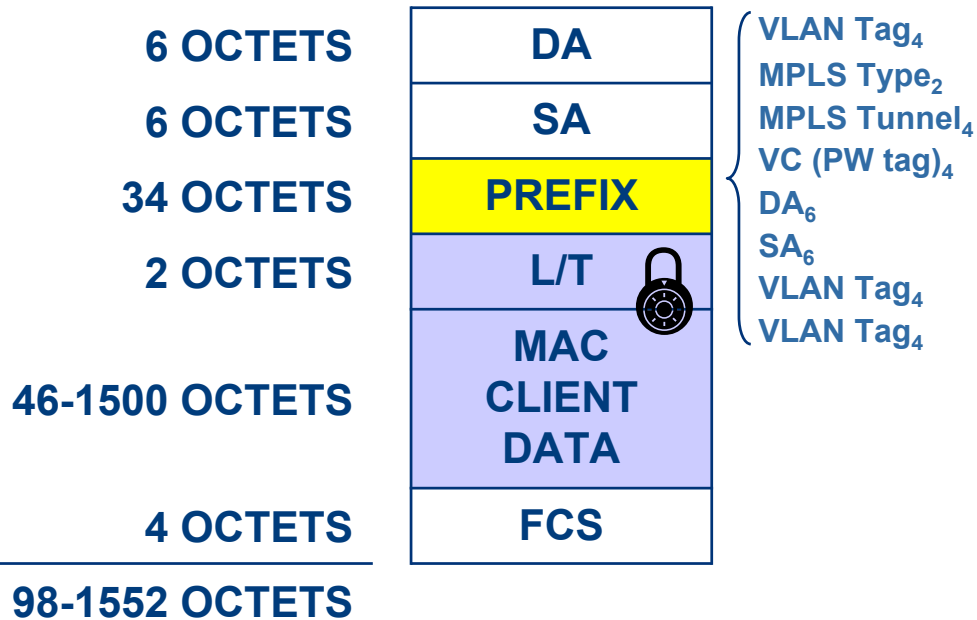 6 OCTETS DA
6 OCTETS SA
34 OCTETS PREFIX
2 OCTETS L/T
46-1500 OCTETS MAC
CLIENT
DATA
4 OCTETS FCS
98-1552 OCTETS
VLAN Tag4
MPLS Type2
MPLS Tunnel4
VC (PW tag)4
DA6
SA6
VLAN Tag4
VLAN Tag4